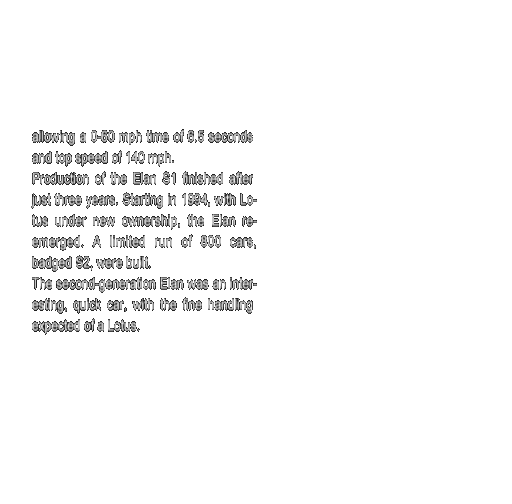 allowing a 0-60 mph time of 6.5 seconds
and top speed of 140 mph.
Production of the Elan S1 finished after
just three years. Starting in 1994, with Lo-
tus under new ownership, the Elan re-
emerged. A limited run of 800 cars,
badged S2, were built.
The second-generation Elan was an inter-
esting, quick car, with the fine handling
expected of a Lotus.